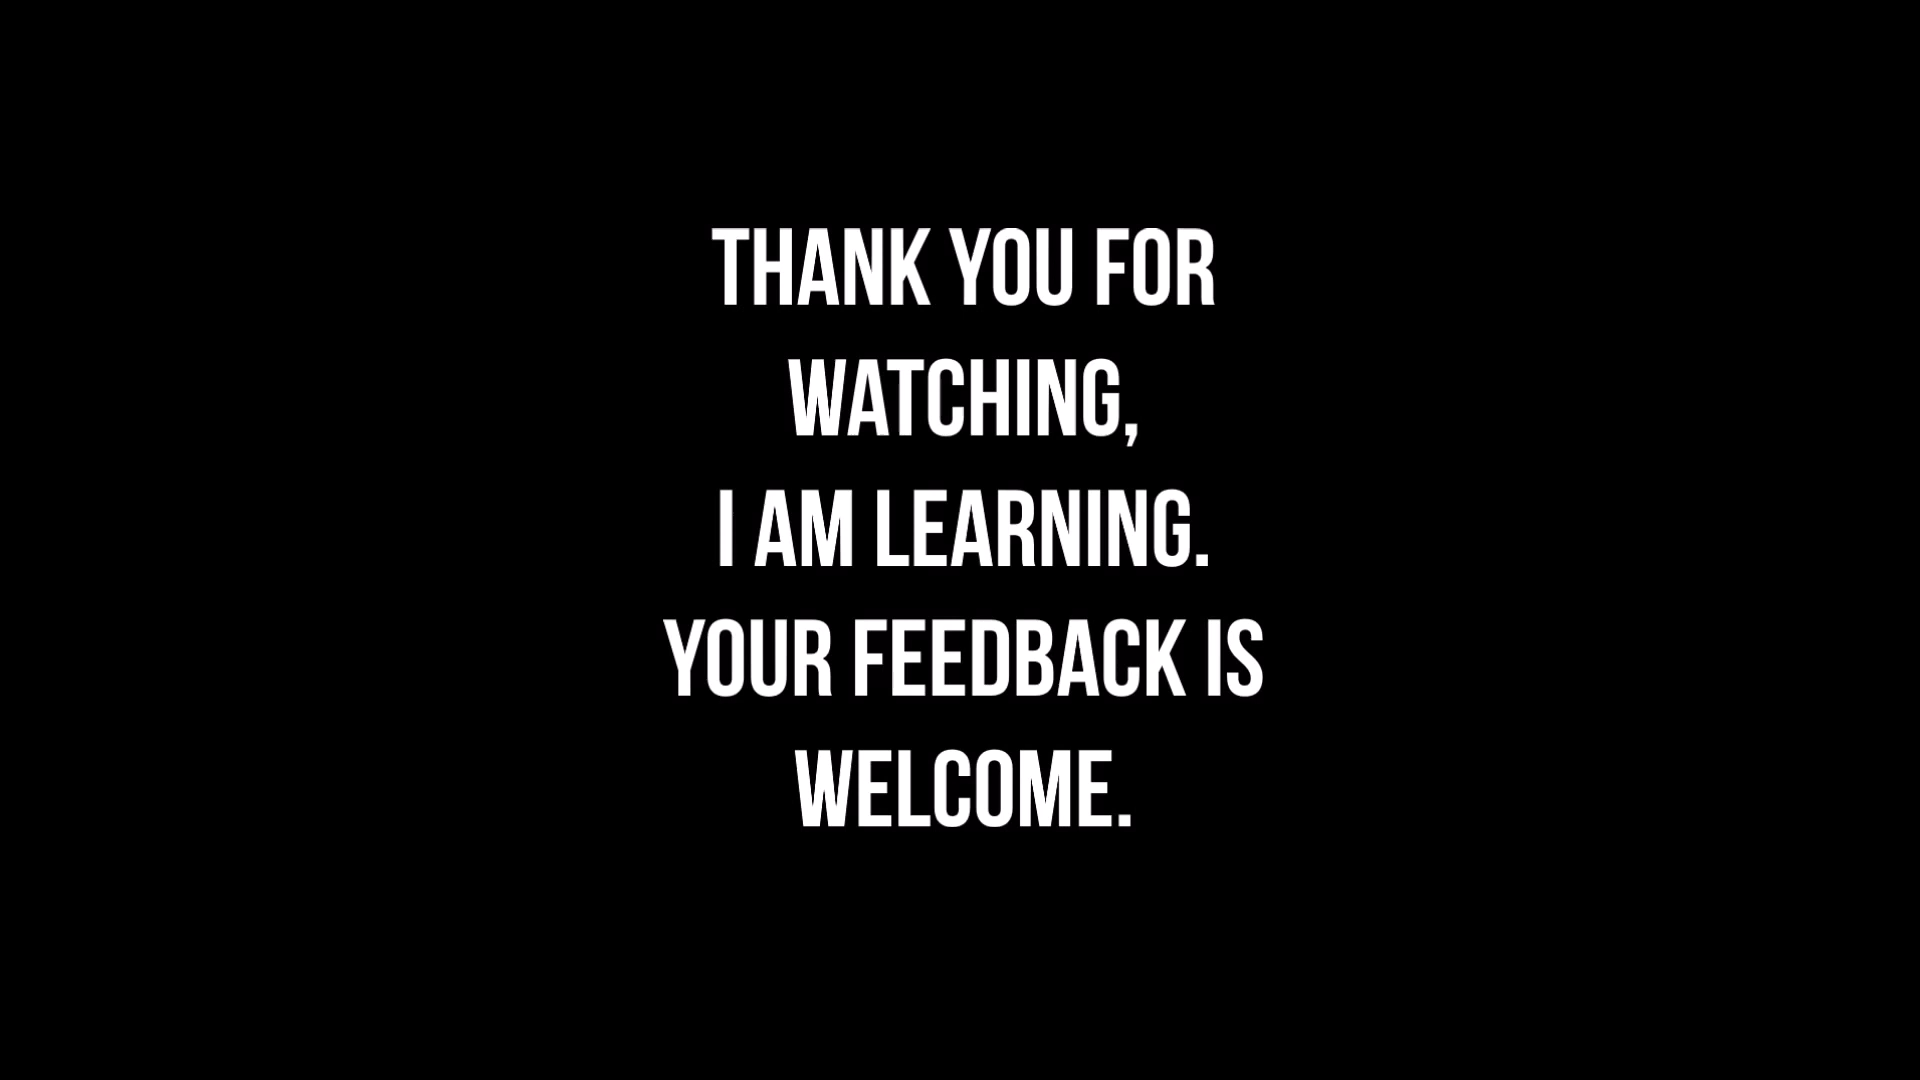 THANK YOU FOR
WATCHING,
I AM LEARNING.
YOUR FEEDBACK IS
WELCOME.